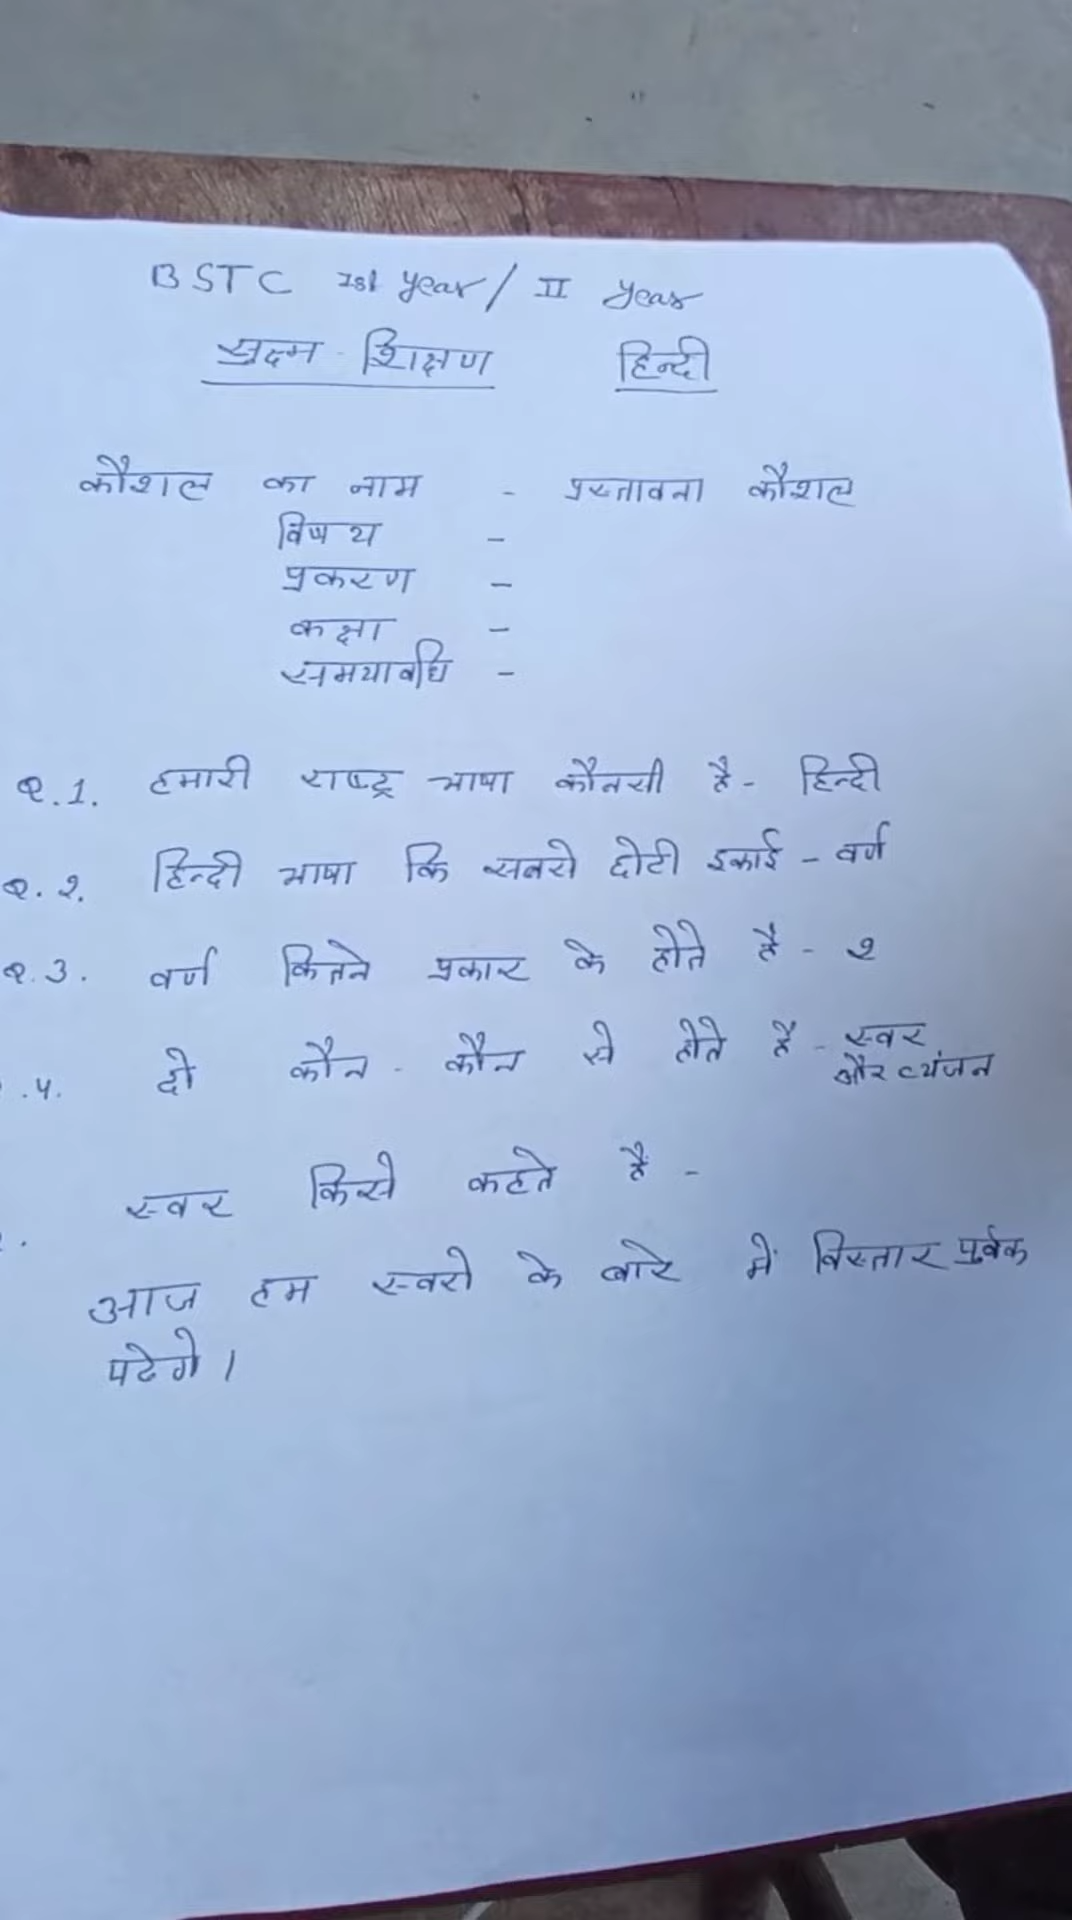 BSTC Ist year / II year
सुक्ष्म - शिक्षण हिन्दी
कौशल का नाम - प्रस्तावना कौशल
विषय -
प्रकरण -
कक्षा -
समयावधि -
Q.1. हमारी राष्ट्र भाषा कौनसी है - हिन्दी
Q.2. हिन्दी भाषा कि सबसे छोटी इकाई - वर्ण
Q.3. वर्ण कितने प्रकार के होते है - 2
.4. दो कौन - कौन से होते है - स्वर
और व्यंजन
स्वर किसे कहते है -
आज हम स्वरो के बारे में विस्तार पुर्वक
पढेगे।